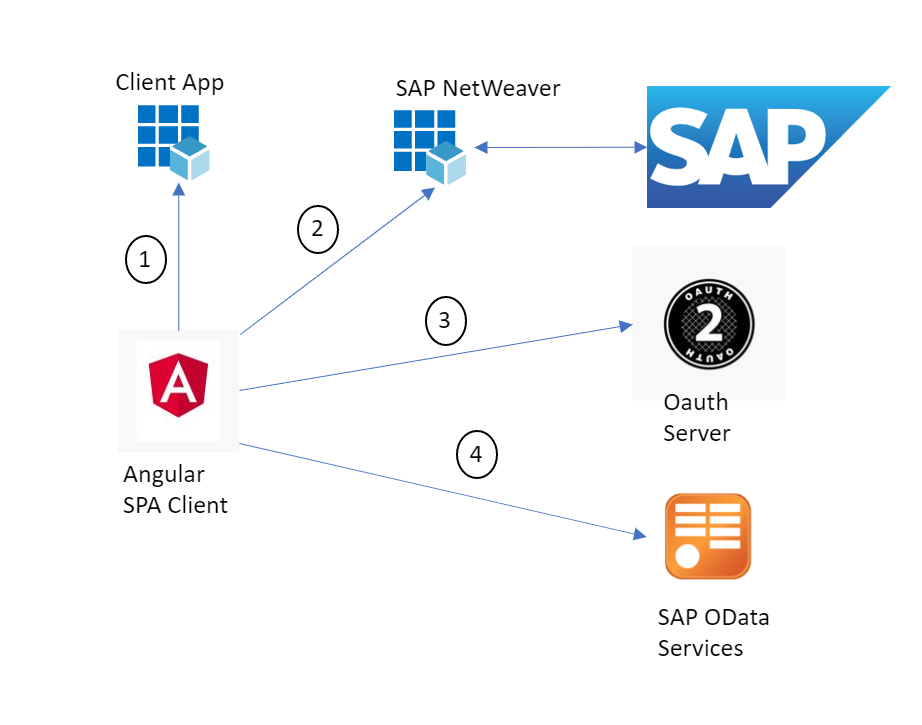 Client App
SAP NetWeaver
SAP
2
1
OAUTH
2
OAUTH
3
A
Oauth
Server
4
Angular
SPA Client
SAP OData
Services